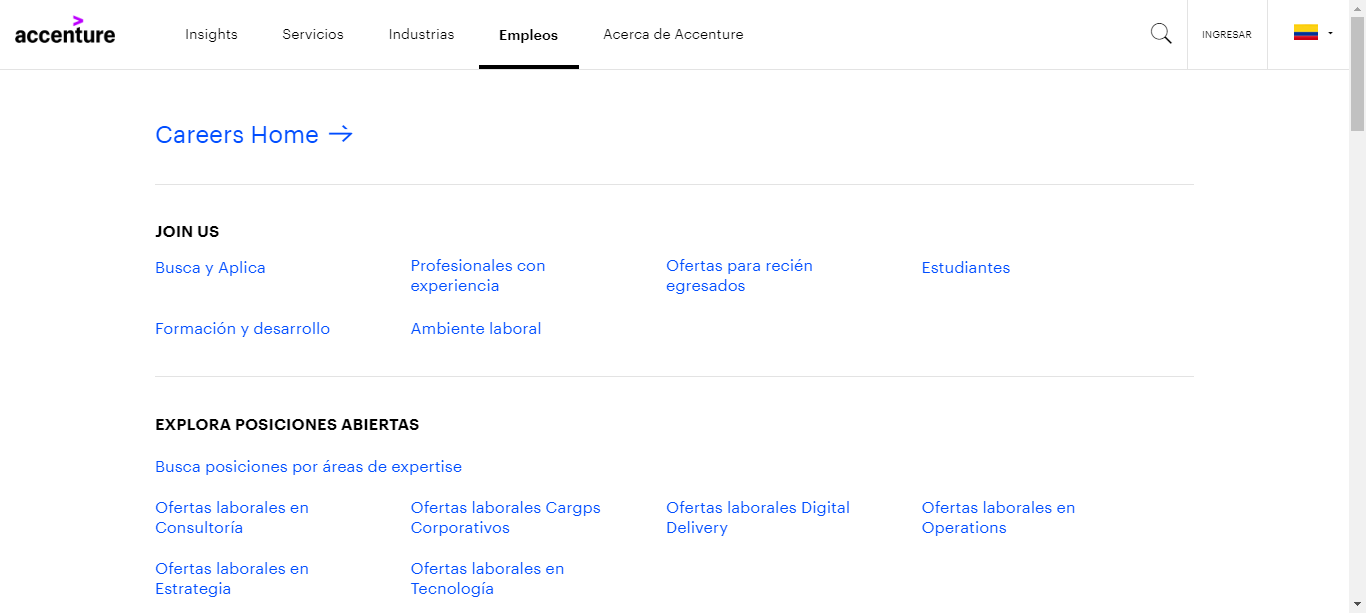 accenture
Insights
Servicios
Industrias
Empleos
Acerca de Accenture
INGRESAR
Careers Home →
JOIN US
Busca y Aplica
Profesionales con
experiencia
Ofertas para recién
egresados
Estudiantes
Formación y desarrollo
Ambiente laboral
EXPLORA POSICIONES ABIERTAS
Busca posiciones por áreas de expertise
Ofertas laborales en
Consultoría
Ofertas laborales Cargps
Corporativos
Ofertas laborales Digital
Delivery
Ofertas laborales en
Operations
Ofertas laborales en
Estrategia
Ofertas laborales en
Tecnología